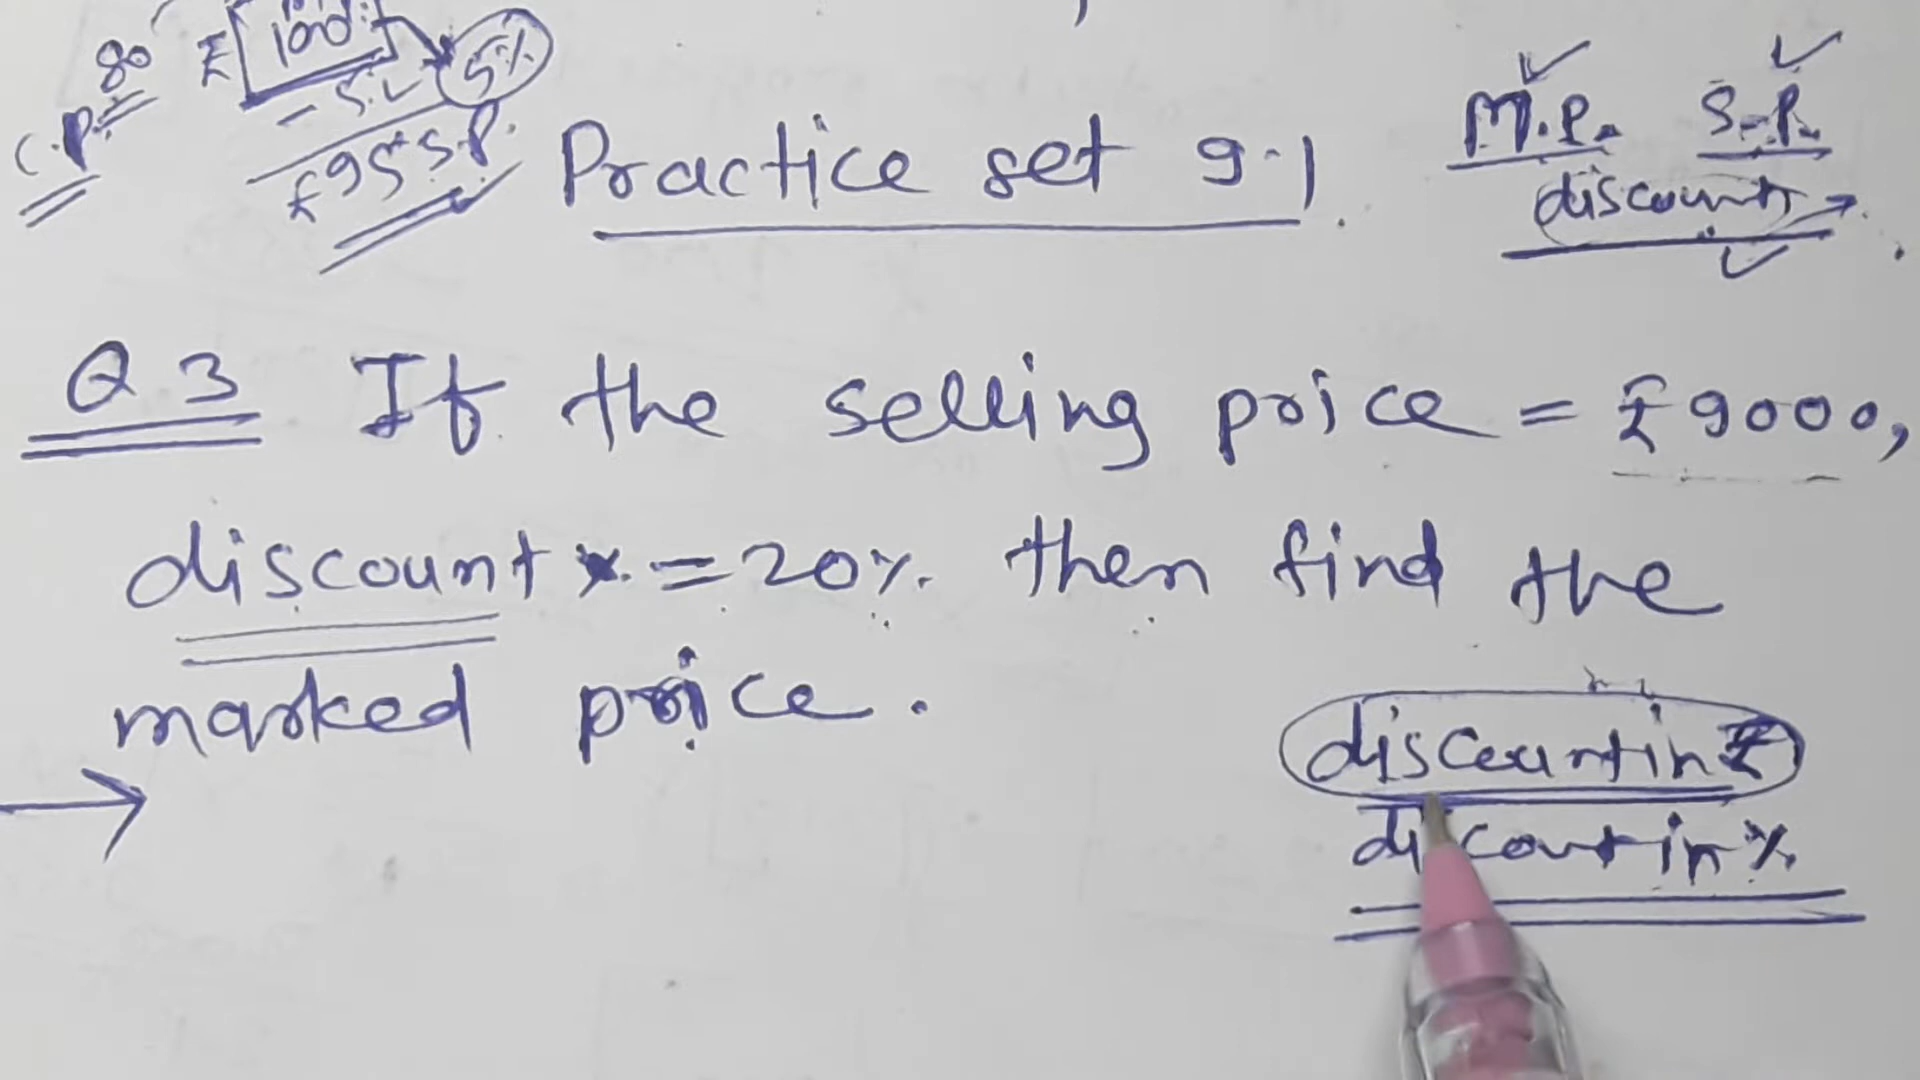 C.P. = 80
₹ 100
5%
- 5
₹ 95 S.P.
Practice set 9.1
M.P. S.P.
discount
Q 3 If the selling price = ₹ 9000,
discount = 20% then find the
marked price.
discount in ₹
discount in %